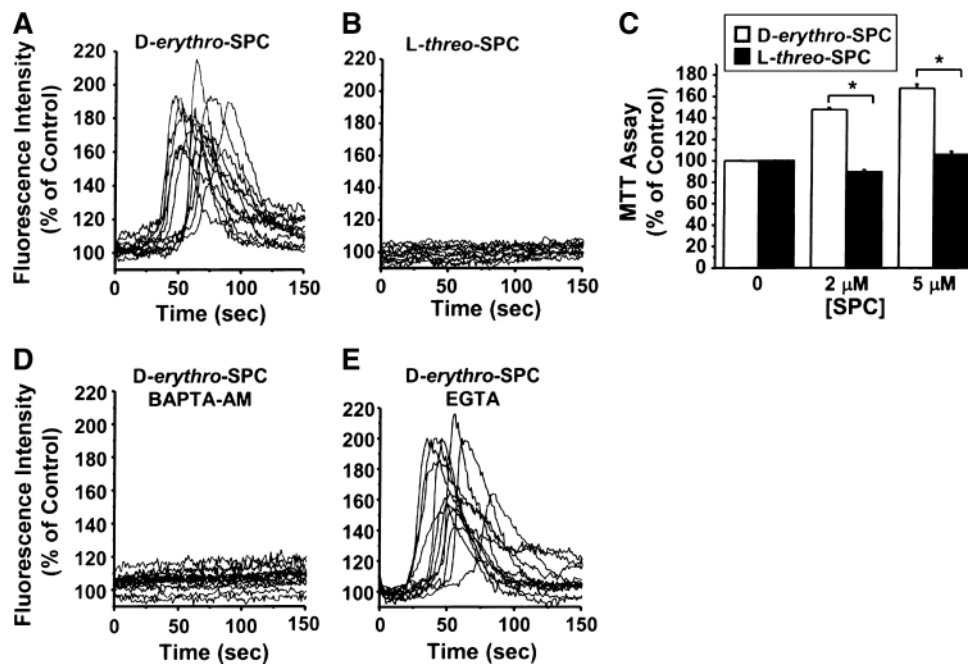 A
D-erythro-SPC
Fluorescence Intensity
(% of Control)
220
200
180
160
140
120
100
0 50 100 150
Time (sec)
B
L-threo-SPC
220
200
180
160
140
120
100
0 50 100 150
Time (sec)
C
D-erythro-SPC
L-threo-SPC
MTT Assay
(% of Control)
180
160
140
120
100
80
60
40
20
0
* *
0 2 μM 5 μM
[SPC]
D
D-erythro-SPC
BAPTA-AM
Fluorescence Intensity
(% of Control)
220
200
180
160
140
120
100
0 50 100 150
Time (sec)
E
D-erythro-SPC
EGTA
220
200
180
160
140
120
100
0 50 100 150
Time (sec)